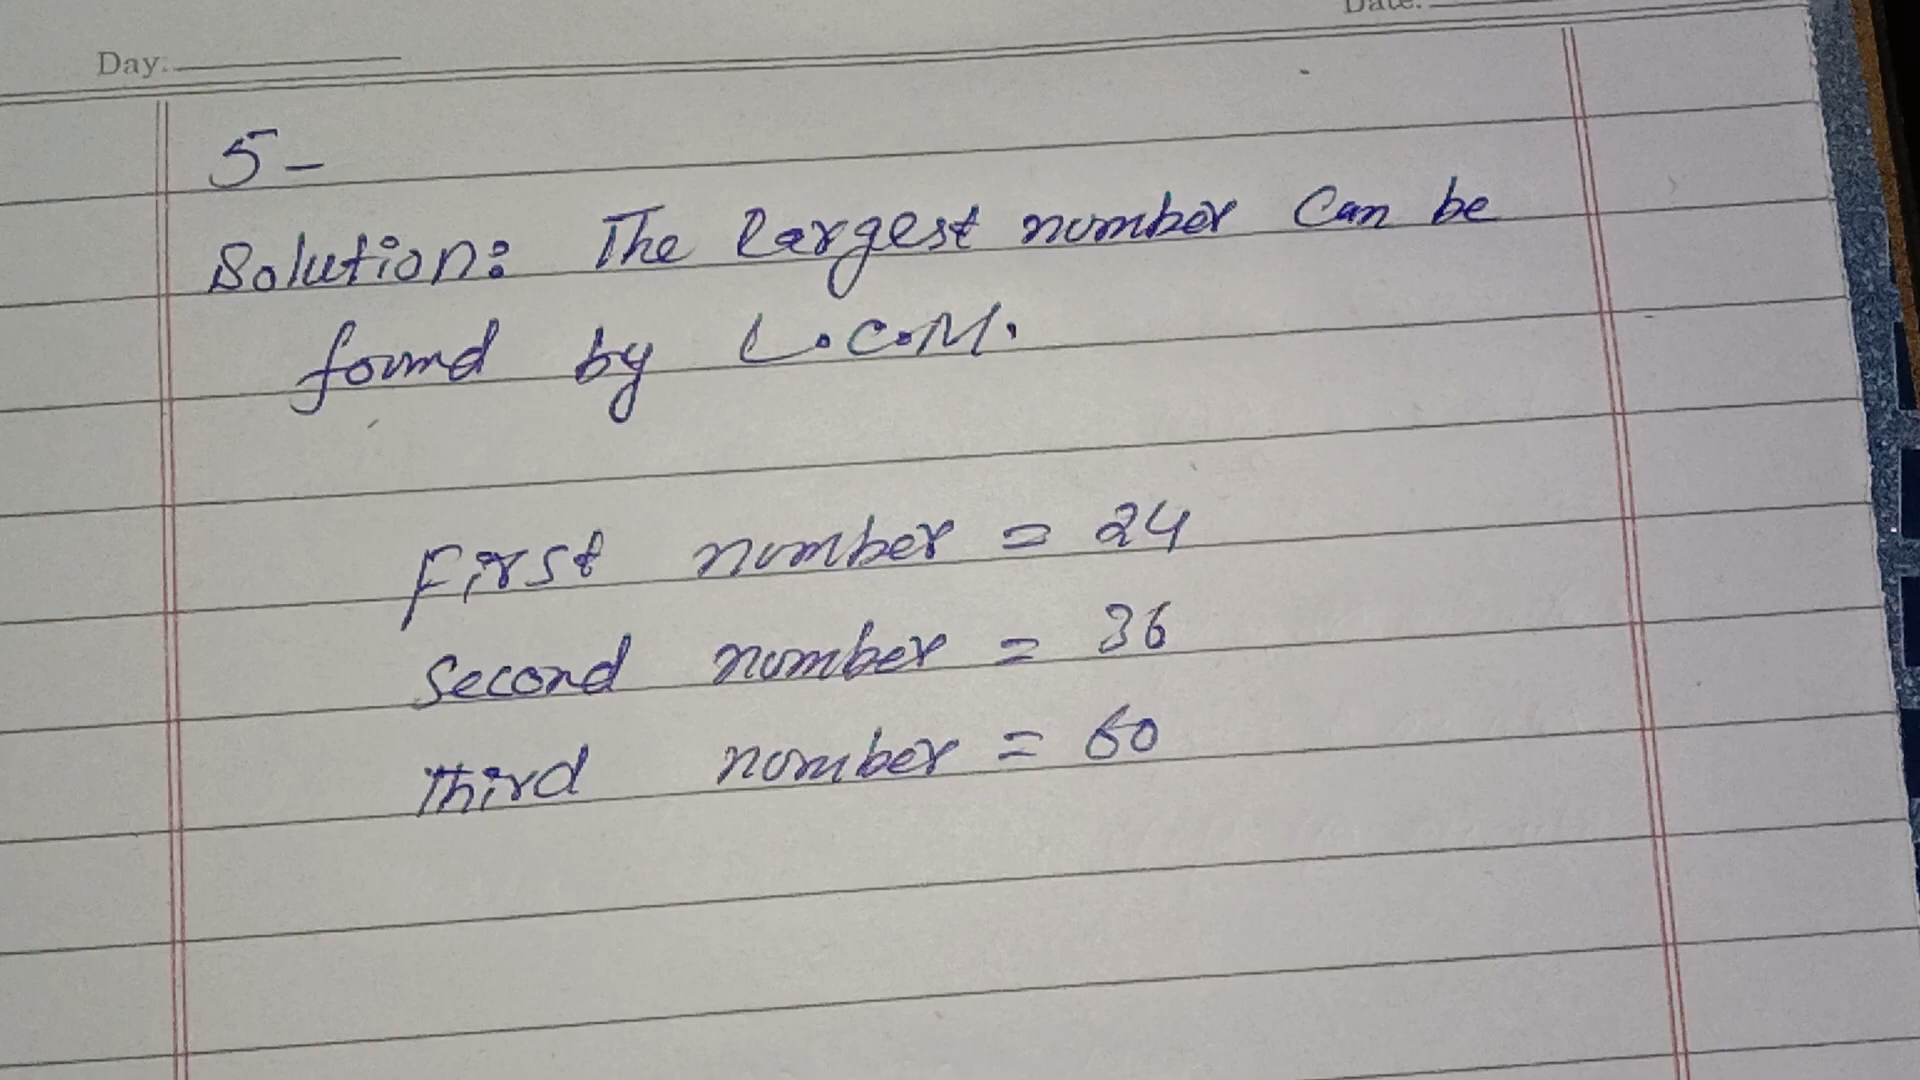 Day.
Date.
5-
Solution: The largest number can be
found by L.C.M.
First number = 24
Second number = 36
Third number = 60